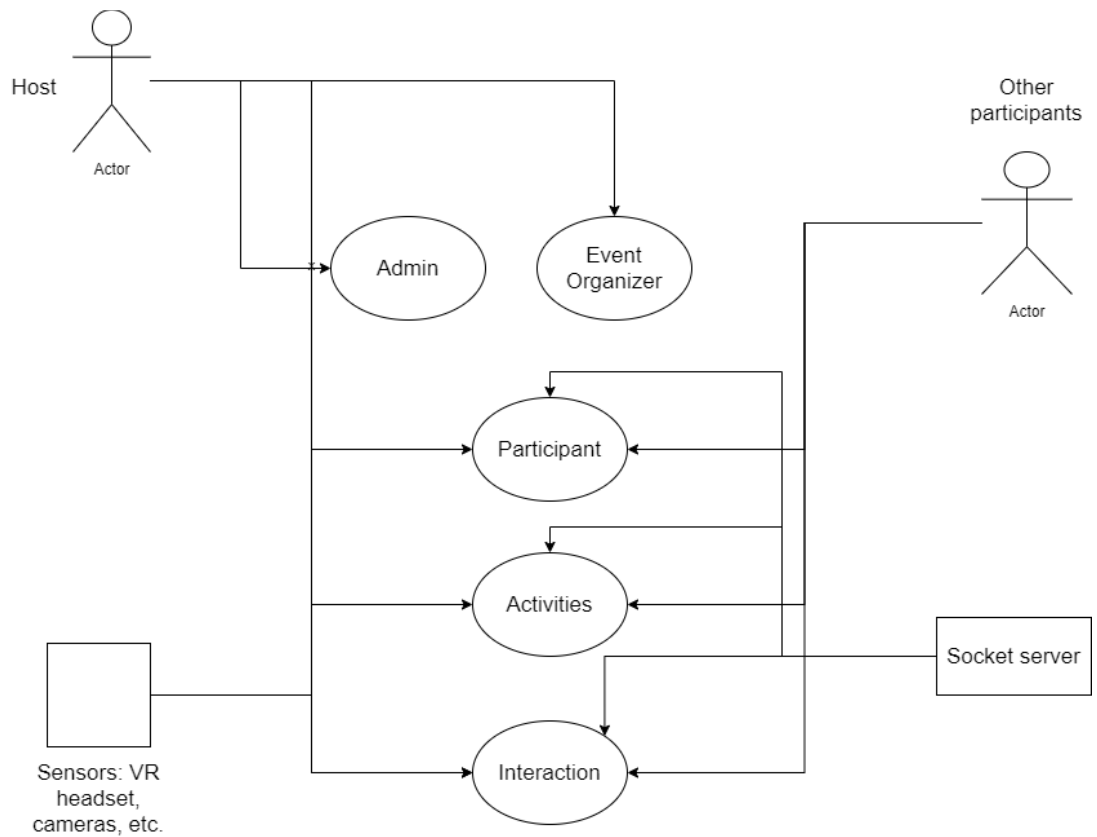 Host
Actor
Other
participants
Actor
Admin
Event
Organizer
Participant
Activities
Socket server
Interaction
Sensors: VR
headset,
cameras, etc.